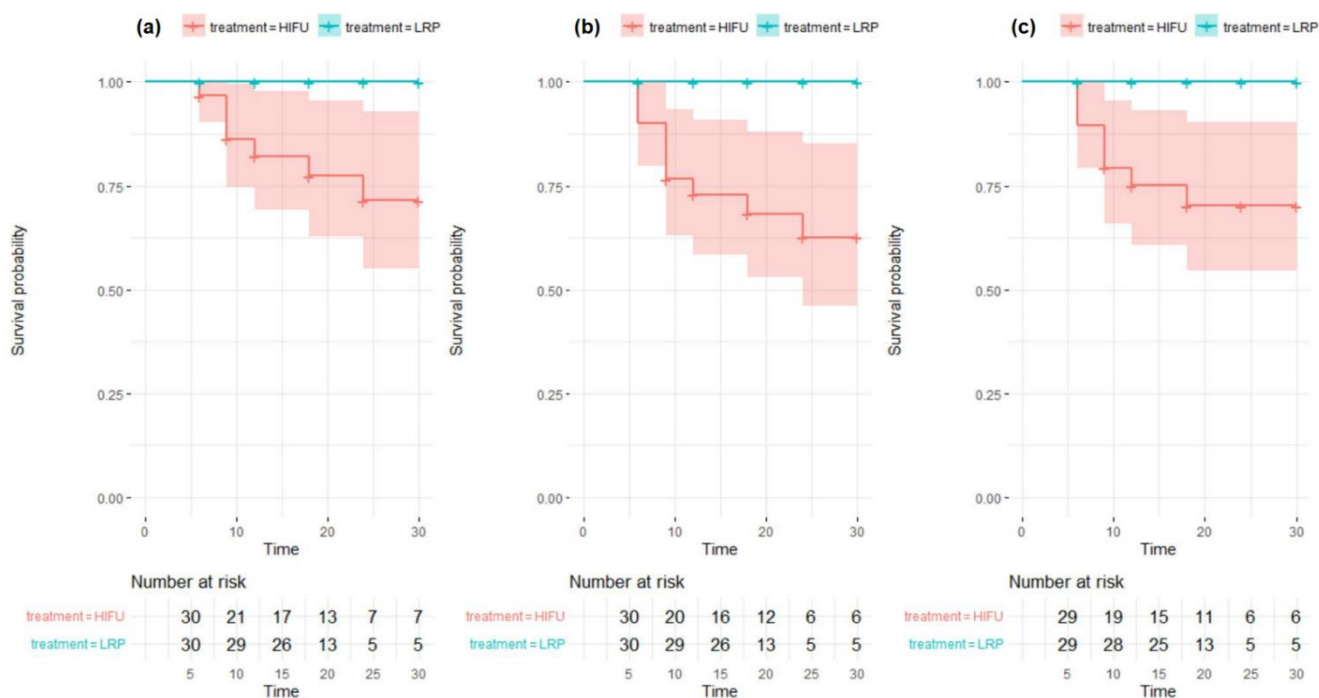 (a) treatment=HIFU treatment=LRP
Survival probability
1.00
0.75
0.50
0.25
0.00
0 10 20 30
Time
Number at risk
treatment=HIFU 30 21 17 13 7 7
treatment=LRP 30 29 26 13 5 5
5 10 15 20 25 30
Time
(b) treatment=HIFU treatment=LRP
Survival probability
1.00
0.75
0.50
0.25
0.00
0 10 20 30
Time
Number at risk
treatment=HIFU 30 20 16 12 6 6
treatment=LRP 30 29 26 13 5 5
5 10 15 20 25 30
Time
(c) treatment=HIFU treatment=LRP
Survival probability
1.00
0.75
0.50
0.25
0.00
0 10 20 30
Time
Number at risk
treatment=HIFU 29 19 15 11 6 6
treatment=LRP 29 28 25 13 5 5
5 10 15 20 25 30
Time